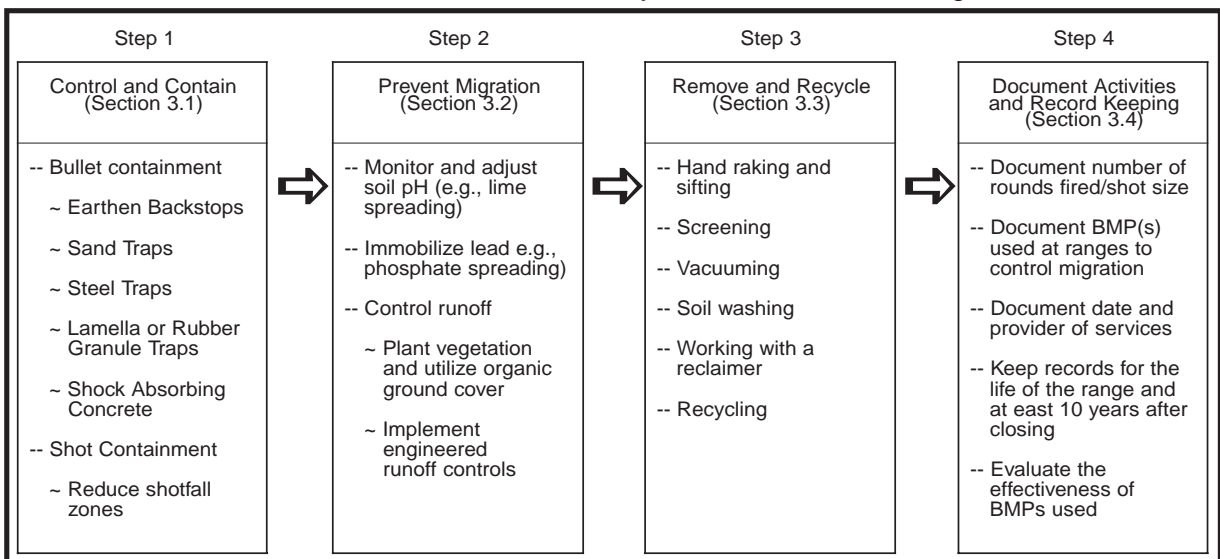 Step 1
Control and Contain
(Section 3.1)
-- Bullet containment
~ Earthen Backstops
~ Sand Traps
~ Steel Traps
~ Lamella or Rubber
Granule Traps
~ Shock Absorbing
Concrete
-- Shot Containment
~ Reduce shotfall
zones
Step 2
Prevent Migration
(Section 3.2)
-- Monitor and adjust
soil pH (e.g., lime
spreading)
-- Immobilize lead e.g.,
phosphate spreading)
-- Control runoff
~ Plant vegetation
and utilize organic
ground cover
~ Implement
engineered
runoff controls
Step 3
Remove and Recycle
(Section 3.3)
-- Hand raking and
sifting
-- Screening
-- Vacuuming
-- Soil washing
-- Working with a
reclaimer
-- Recycling
Step 4
Document Activities
and Record Keeping
(Section 3.4)
-- Document number of
rounds fired/shot size
-- Document BMP(s)
used at ranges to
control migration
-- Document date and
provider of services
-- Keep records for the
life of the range and
at east 10 years after
closing
-- Evaluate the
effectiveness of
BMPs used